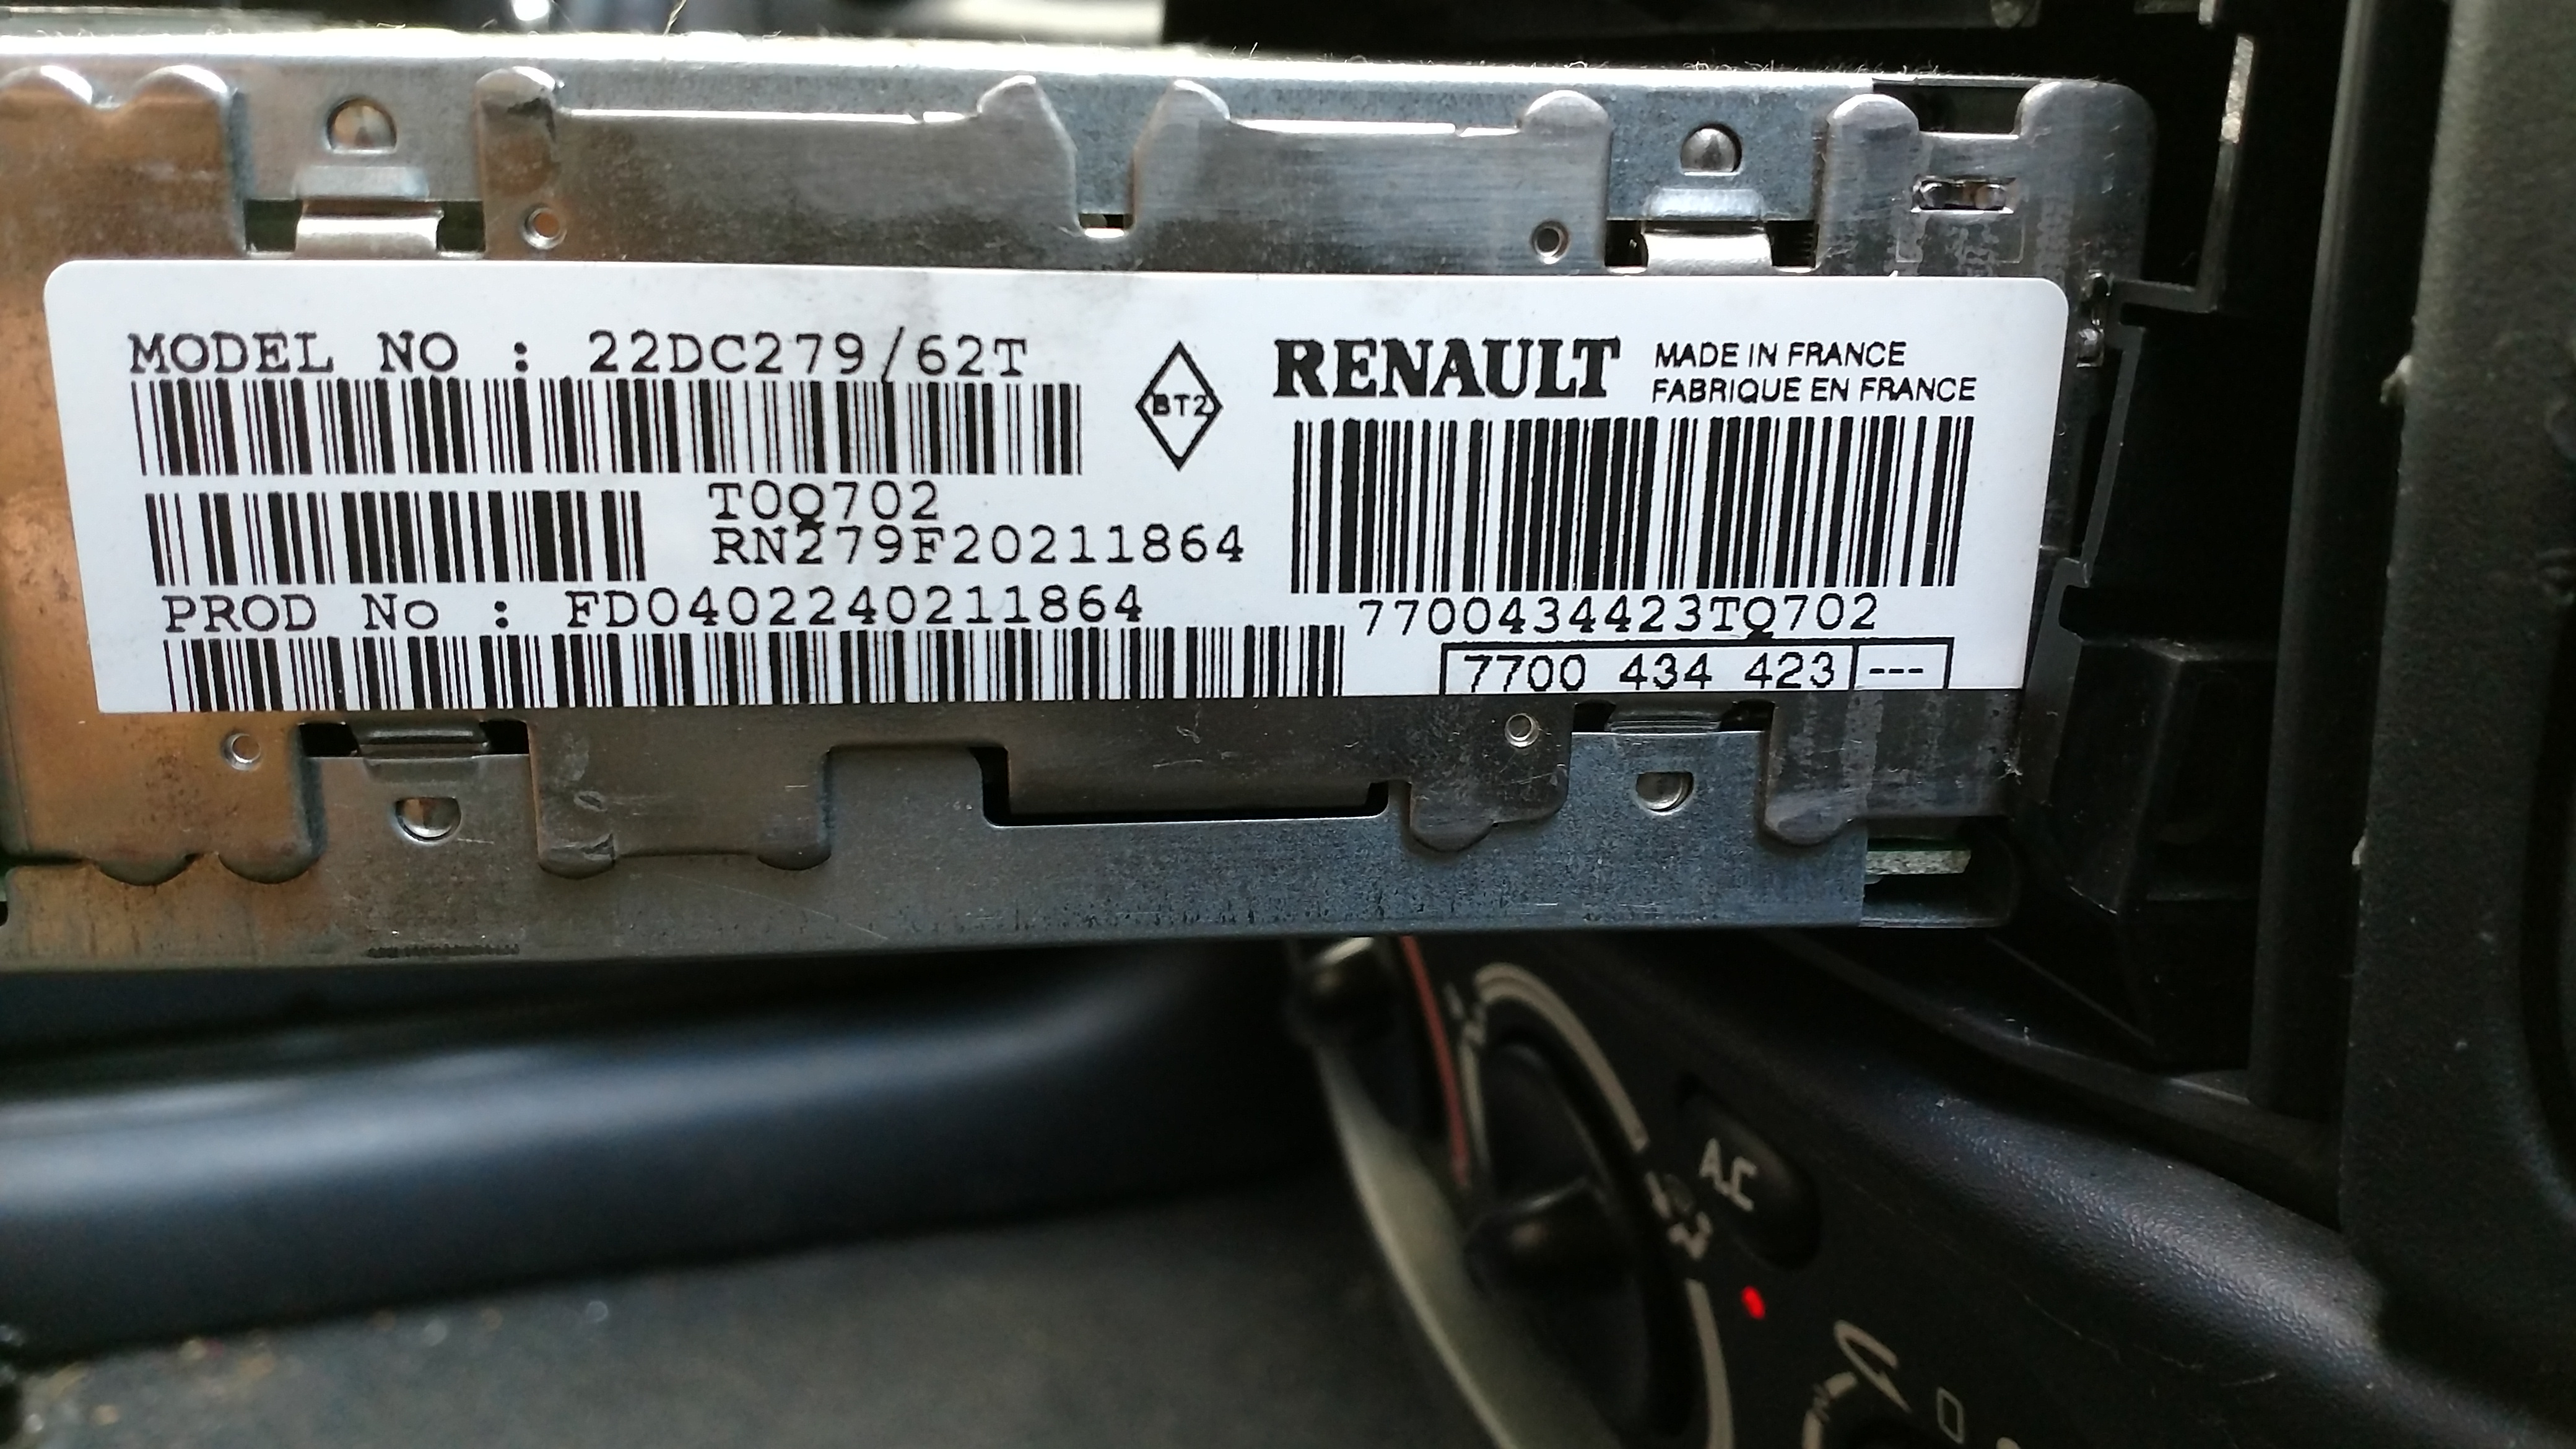 MODEL NO : 22DC279/62T
BT2
RENAULT
MADE IN FRANCE
FABRIQUE EN FRANCE
T0Q702
RN279F20211864
PROD No : FD0402240211864
7700434423TQ702
7700 434 423 ---
AC